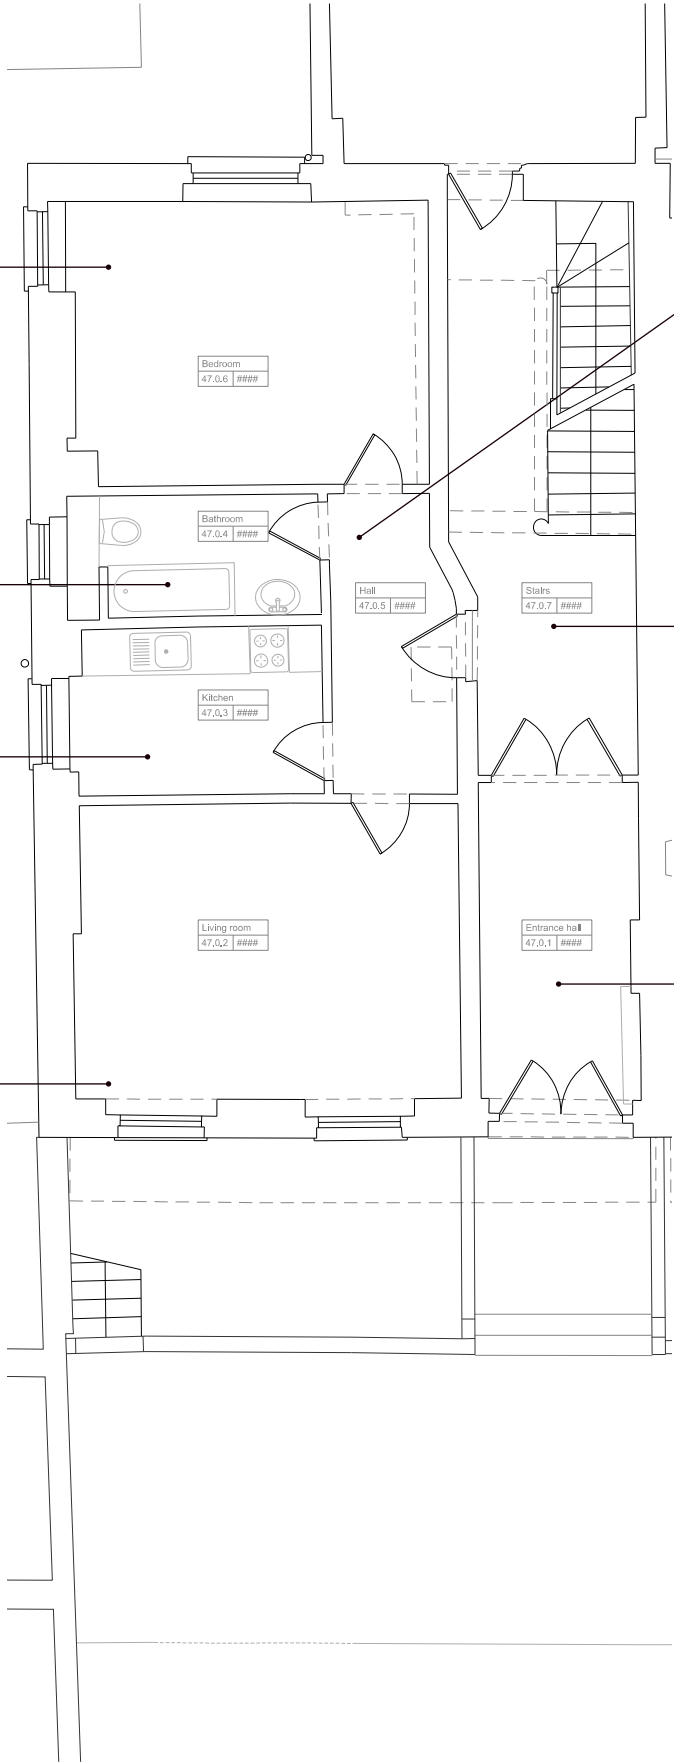 Bedroom
47.0.6 ####
Bathroom
47.0.4 ####
Hall
47.0.5 ####
Stairs
47.0.7 ####
Kitchen
47.0.3 ####
Living room
47.0.2 ####
Entrance hall
47.0.1 ####